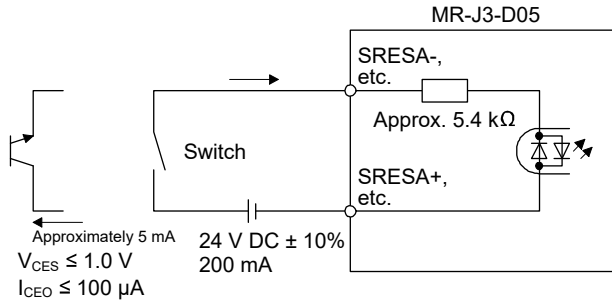 MR-J3-D05
SRESA-,
etc.
Approx. 5.4 kΩ
Switch
SRESA+,
etc.
Approximately 5 mA
24 V DC ± 10%
200 mA
VCES ≤ 1.0 V
ICEO ≤ 100 µA